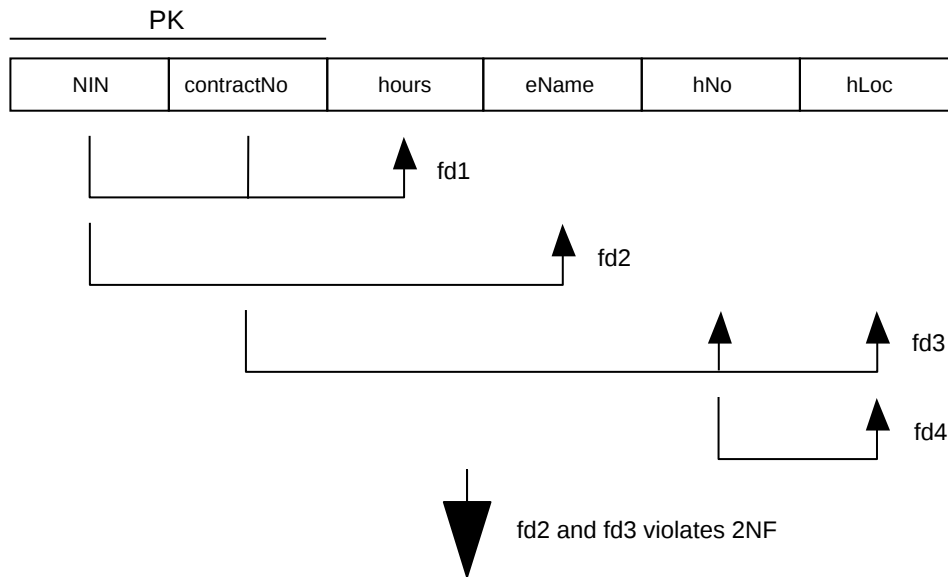 PK
NIN contractNo hours eName hNo hLoc
fd1
fd2
fd3
fd4
fd2 and fd3 violates 2NF